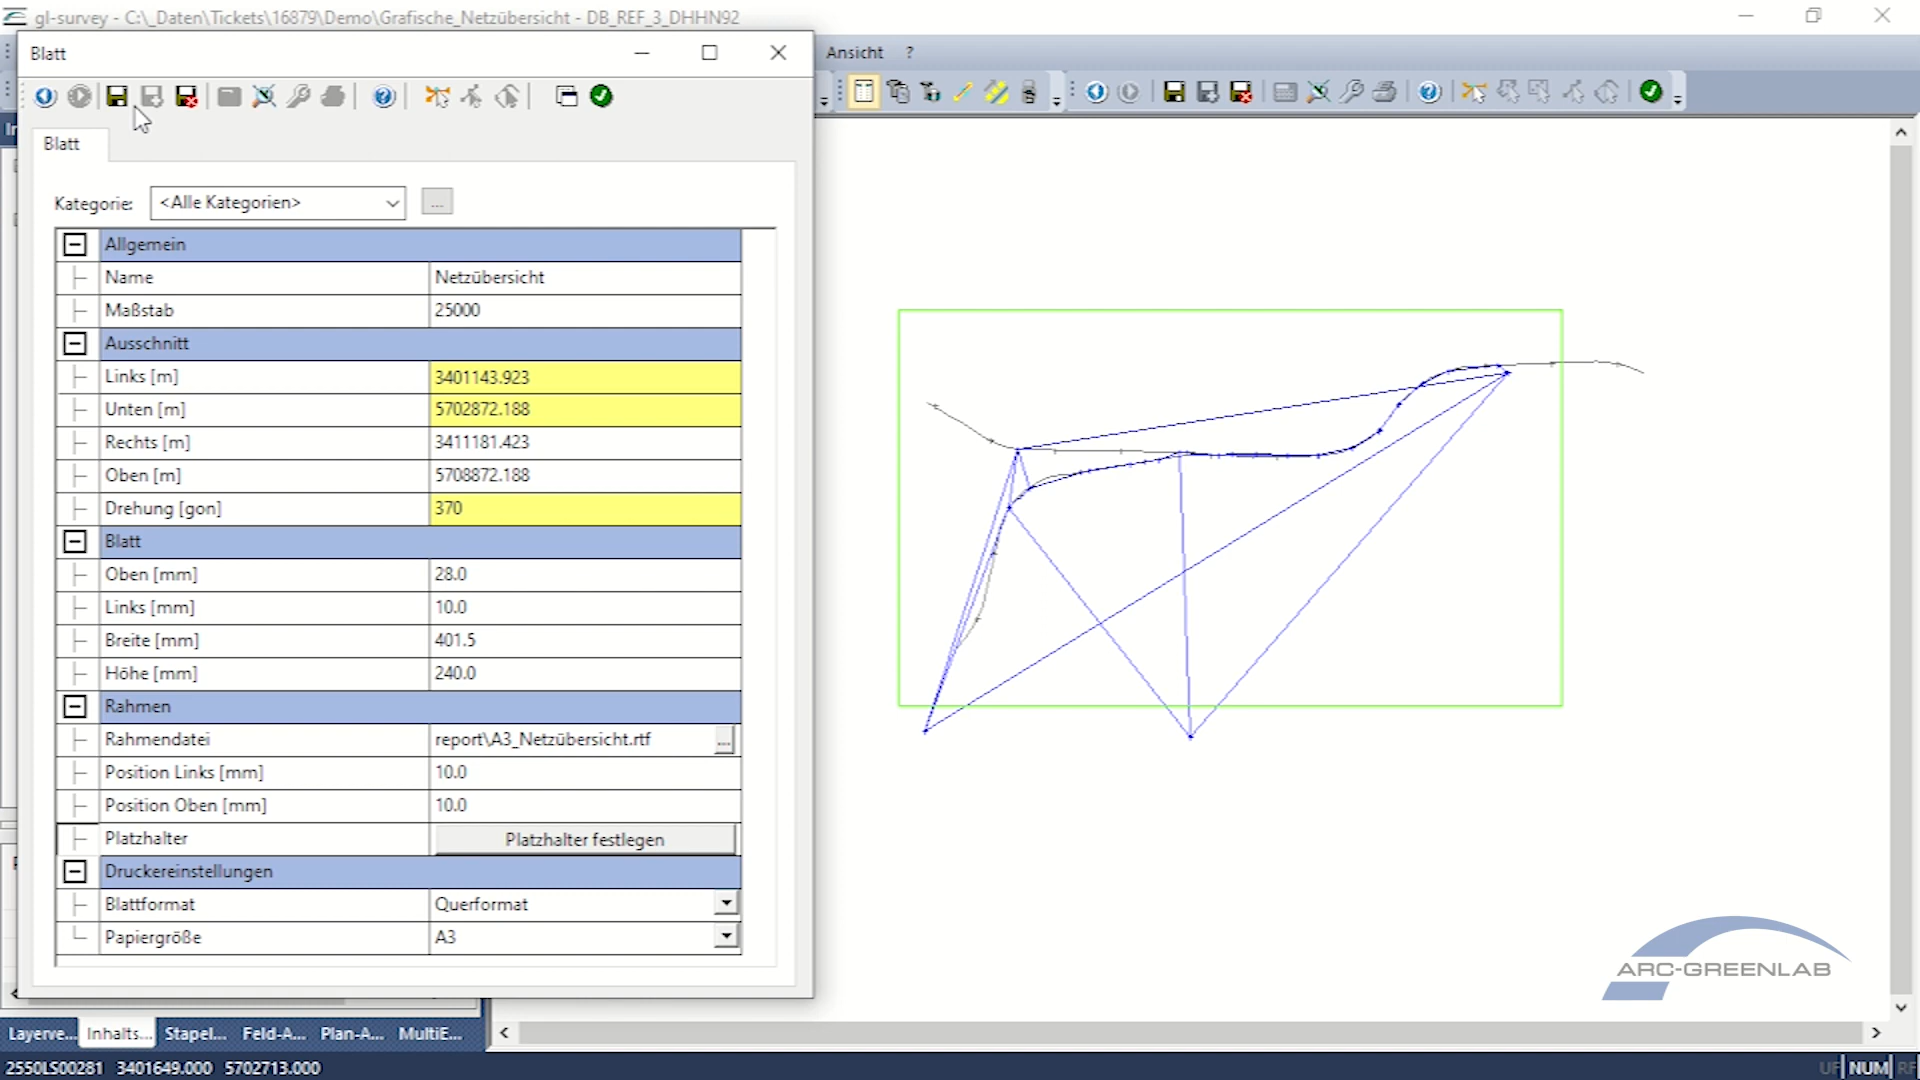 gl-survey - C:\_Daten\Tickets\16879\Demo\Grafische_Netzübersicht - DB_REF_3_DHHN92
Blatt
Ansicht ?
Blatt
Kategorie: <Alle Kategorien> ...
Allgemein
Name Netzübersicht
Maßstab 25000
Ausschnitt
Links [m] 3401143.923
Unten [m] 5702872.188
Rechts [m] 3411181.423
Oben [m] 5708872.188
Drehung [gon] 370
Blatt
Oben [mm] 28.0
Links [mm] 10.0
Breite [mm] 401.5
Höhe [mm] 240.0
Rahmen
Rahmendatei report\A3_Netzübersicht.rtf ...
Position Links [mm] 10.0
Position Oben [mm] 10.0
Platzhalter Platzhalter festlegen
Druckereinstellungen
Blattformat Querformat
Papiergröße A3
ARC-GREENLAB
Layerve... Inhalts... Stapel... Feld-A... Plan-A... MultiE...
2550LS00281 3401649.000 5702713.000 UF NUM RF